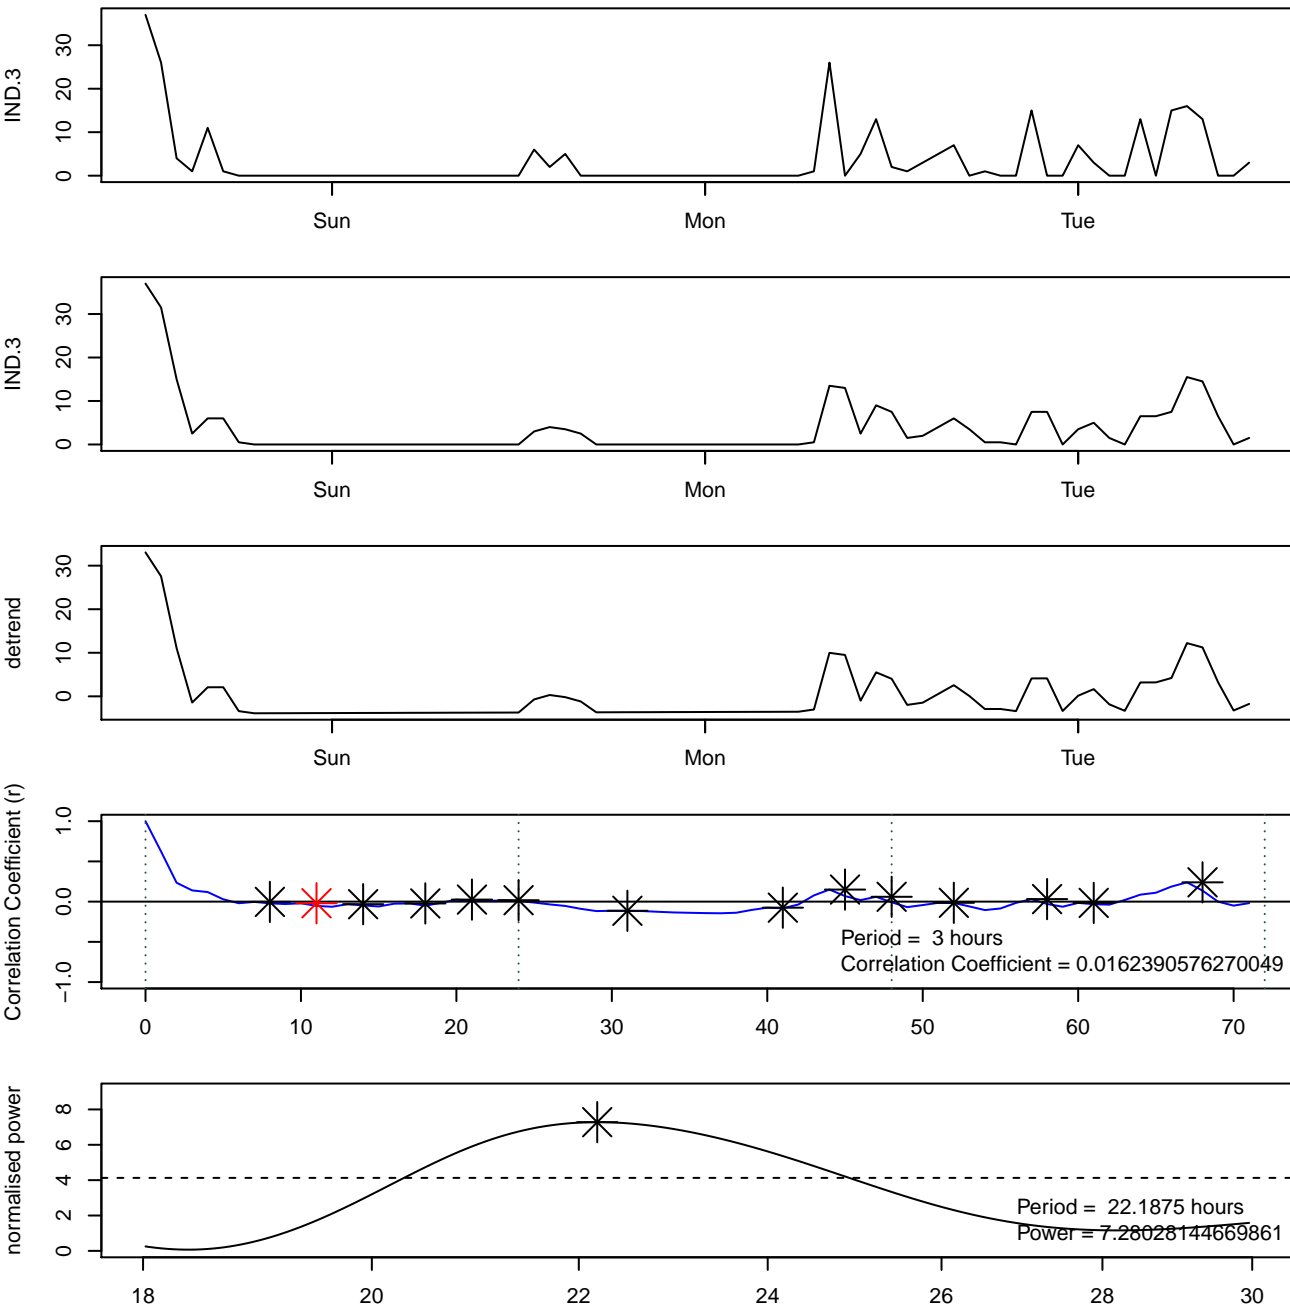 IND.3
0 10 20 30
Sun Mon Tue
IND.3
0 10 20 30
Sun Mon Tue
detrend
0 10 20 30
Sun Mon Tue
Correlation Coefficient (r)
−1.0 0.0 1.0
Period =  3 hours
Correlation Coefficient = 0.0162390576270049
0 10 20 30 40 50 60 70
normalised power
0 2 4 6 8
Period =  22.1875 hours
Power = 7.28028144669861
18 20 22 24 26 28 30